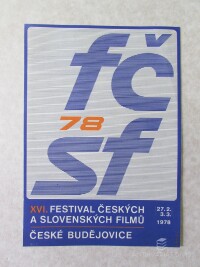 fč
78
sf
XVI. FESTIVAL ČESKÝCH
A SLOVENSKÝCH FILMŮ
ČESKÉ BUDĚJOVICE
27. 2.
3. 3.
1978